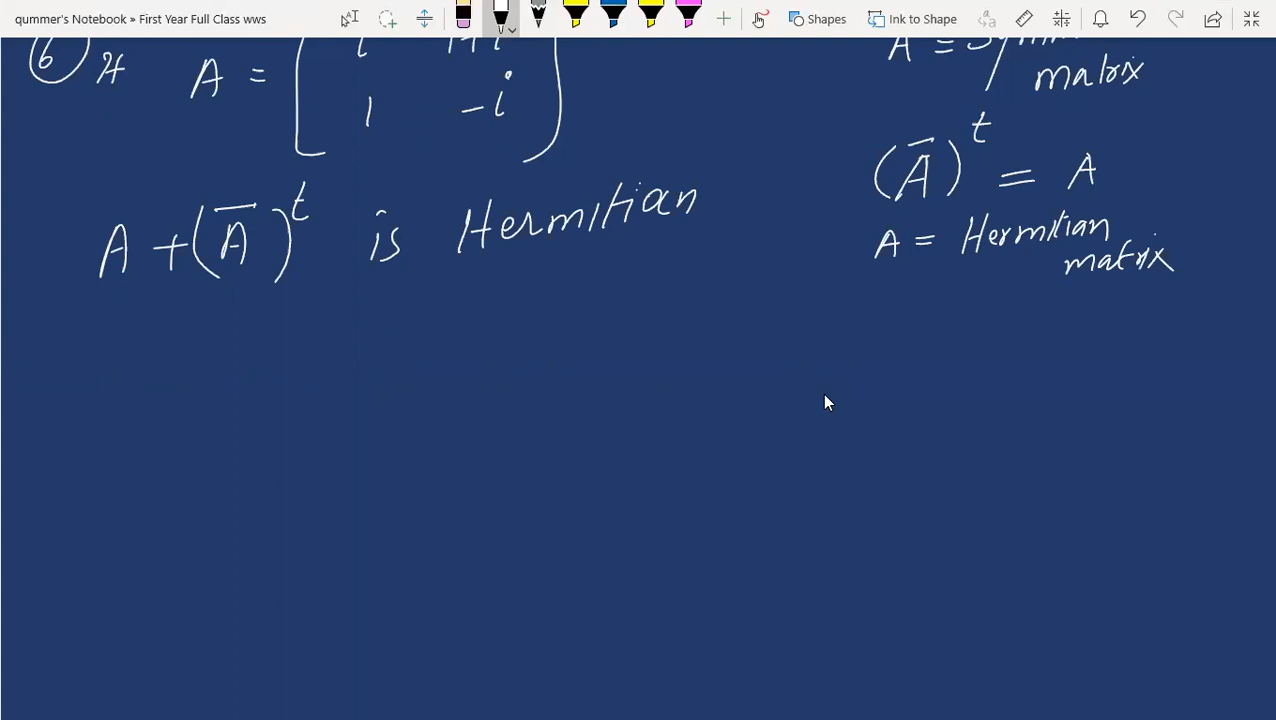 qummer's Notebook » First Year Full Class wws
Shapes
Ink to Shape
6 If A = [ i 1+i
1 -i ]
A + (Ā)ᵗ is Hermitian
A =
matrix
(Ā)ᵗ = A
A = Hermitian
matrix